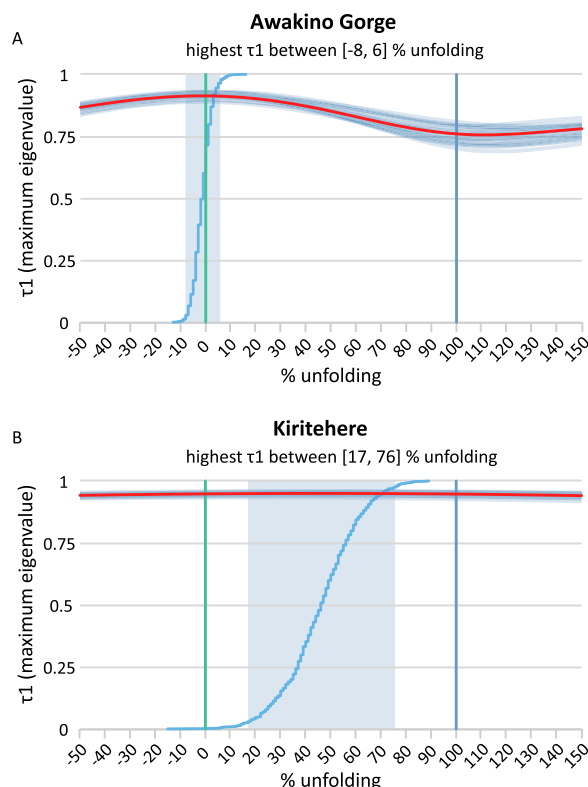 Awakino Gorge
A
highest τ1 between [-8, 6] % unfolding
τ1 (maximum eigenvalue)
1
0.75
0.5
0.25
0
-50 -40 -30 -20 -10 0 10 20 30 40 50 60 70 80 90 100 110 120 130 140 150
% unfolding
Kiritehere
B
highest τ1 between [17, 76] % unfolding
τ1 (maximum eigenvalue)
1
0.75
0.5
0.25
0
-50 -40 -30 -20 -10 0 10 20 30 40 50 60 70 80 90 100 110 120 130 140 150
% unfolding